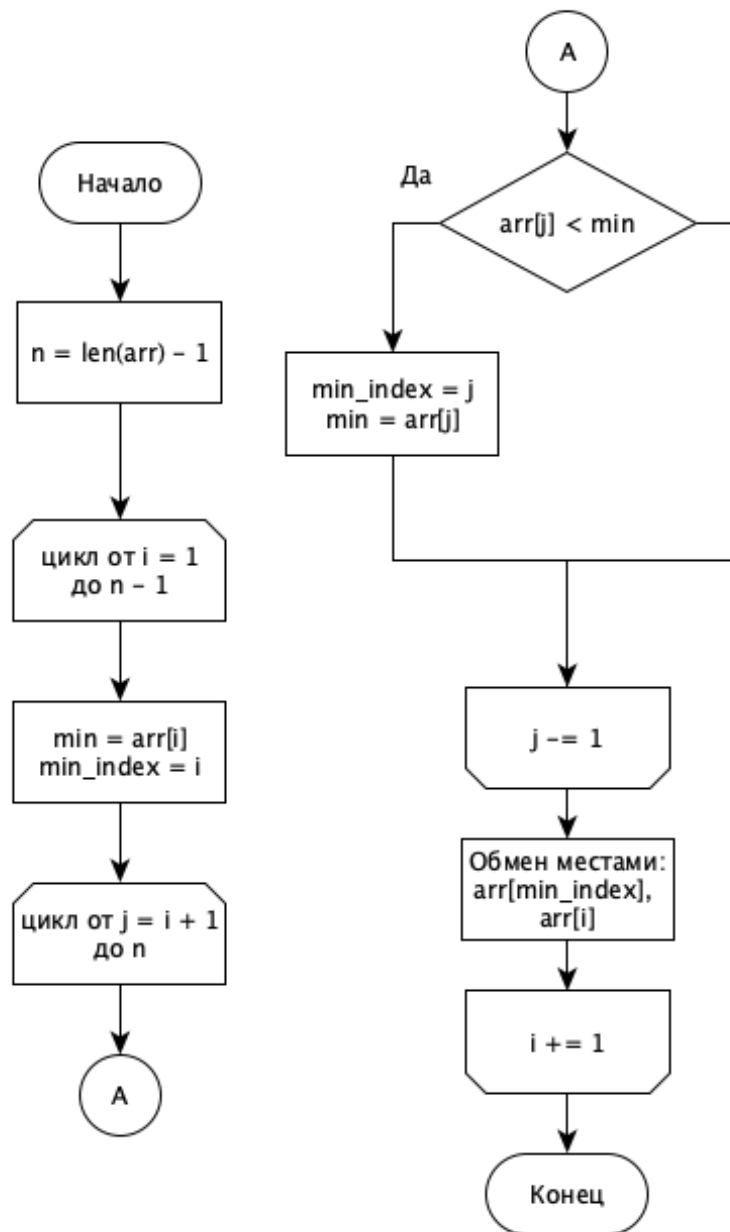 Начало
n = len(arr) – 1
цикл от i = 1
до n – 1
min = arr[i]
min_index = i
цикл от j = i + 1
до n
A
A
arr[j] < min
Да
min_index = j
min = arr[j]
j –= 1
Обмен местами:
arr[min_index],
arr[i]
i += 1
Конец